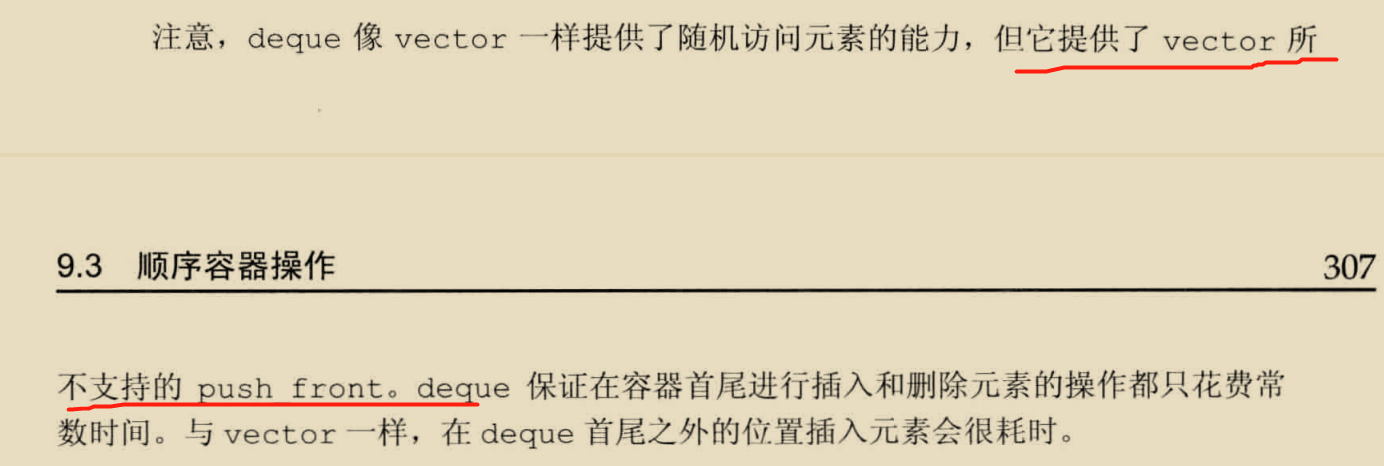 注意，deque 像 vector 一样提供了随机访问元素的能力，但它提供了 vector 所
9.3 顺序容器操作 307
不支持的 push front。deque 保证在容器首尾进行插入和删除元素的操作都只花费常
数时间。与 vector 一样，在 deque 首尾之外的位置插入元素会很耗时。